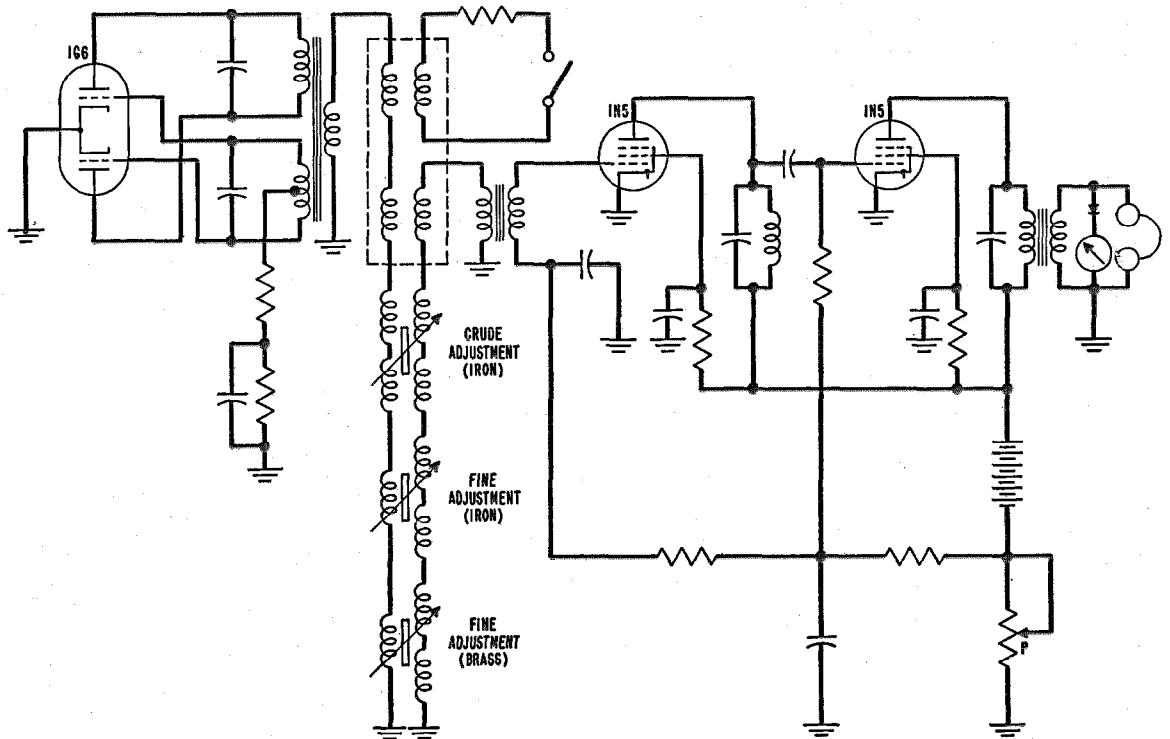 1G6
1N5
1N5
CRUDE
ADJUSTMENT
(IRON)
FINE
ADJUSTMENT
(IRON)
FINE
ADJUSTMENT
(BRASS)
P